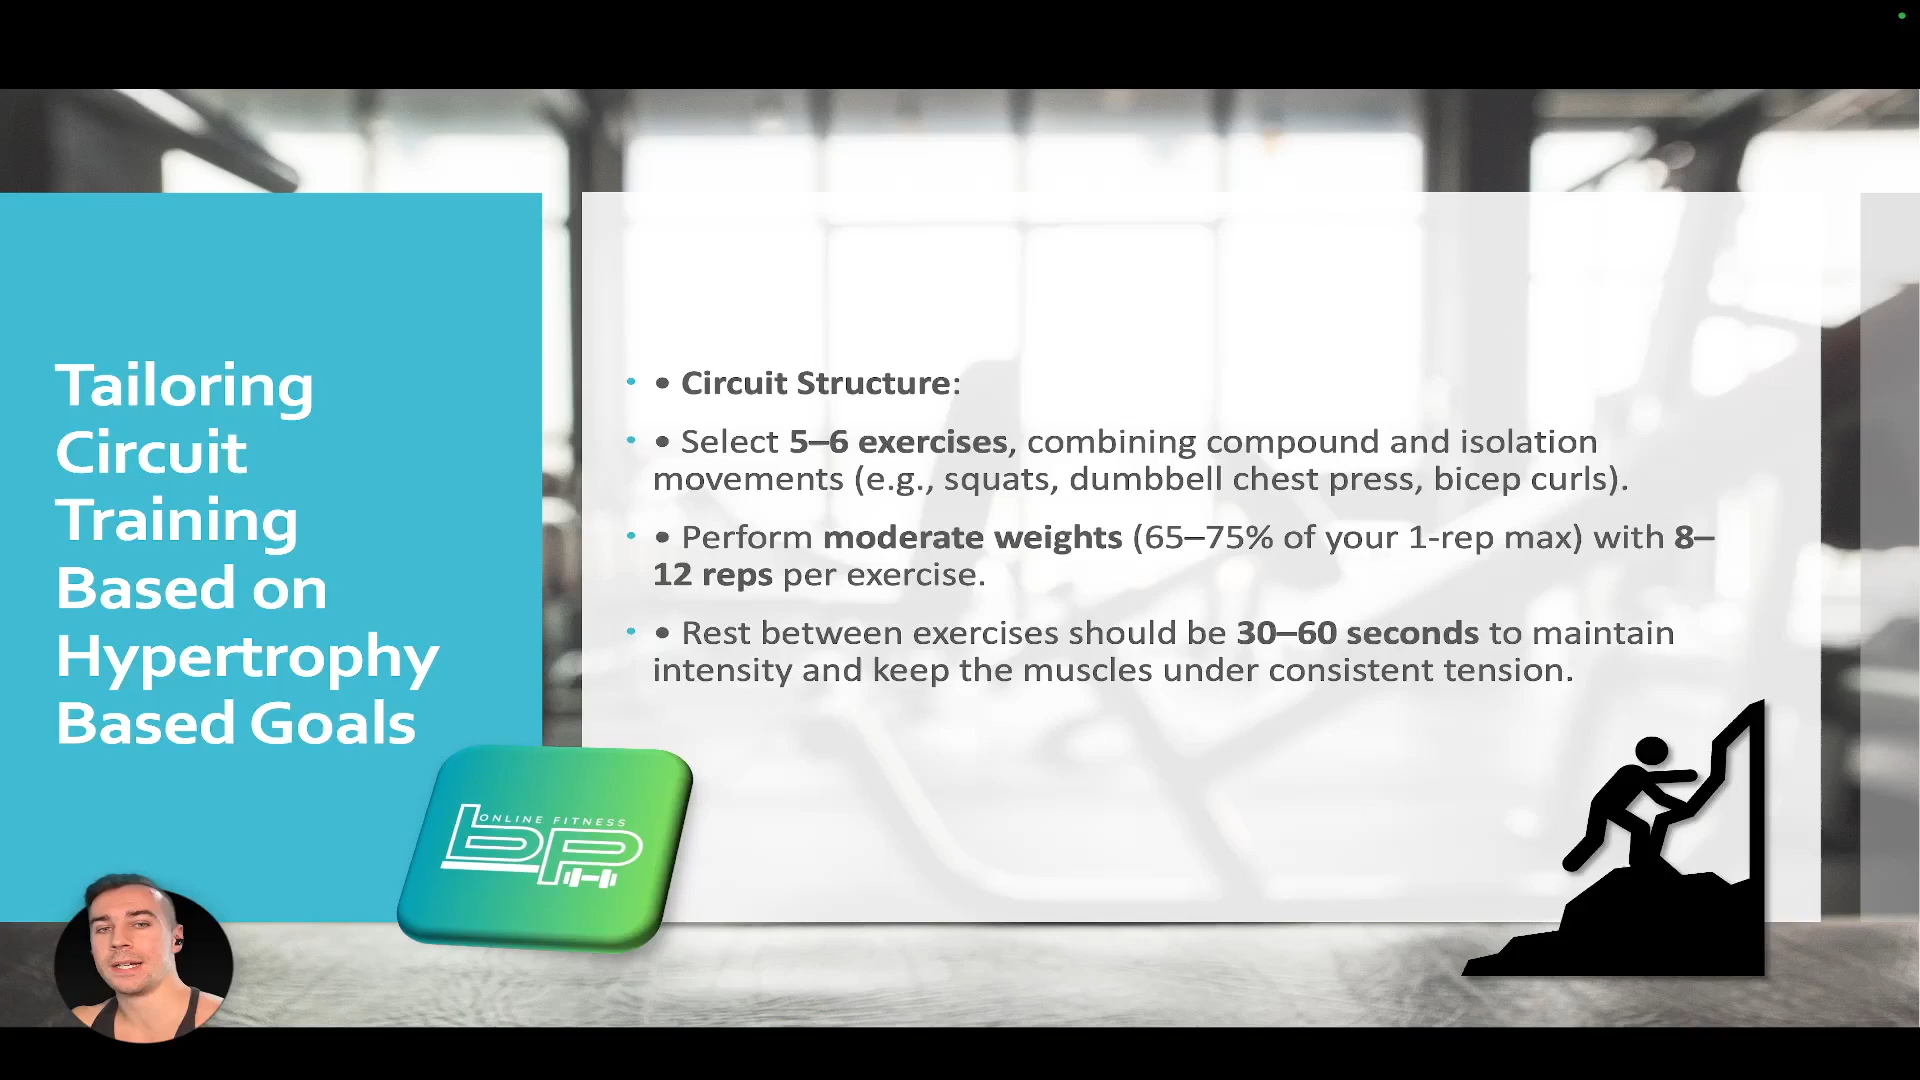 Tailoring
Circuit
Training
Based on
Hypertrophy
Based Goals
• • Circuit Structure:
• • Select 5–6 exercises, combining compound and isolation
movements (e.g., squats, dumbbell chest press, bicep curls).
• • Perform moderate weights (65–75% of your 1-rep max) with 8–
12 reps per exercise.
• • Rest between exercises should be 30–60 seconds to maintain
intensity and keep the muscles under consistent tension.
ONLINE FITNESS
bp